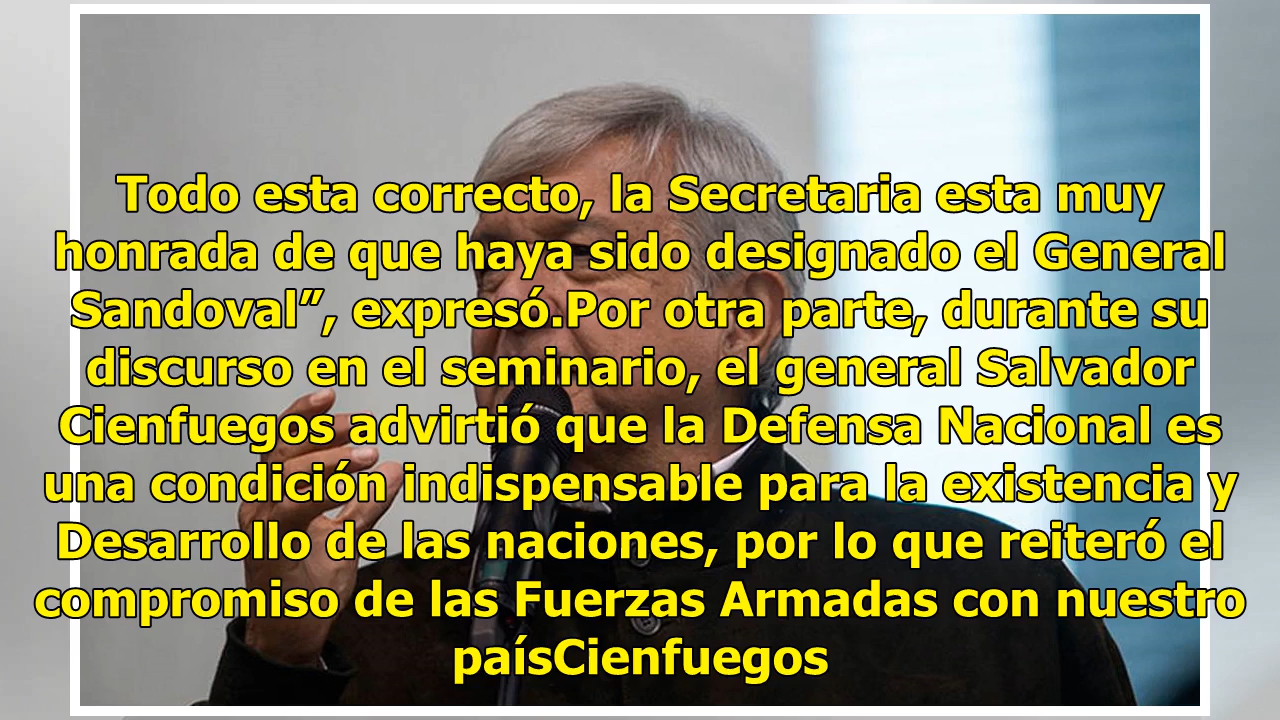 Todo esta correcto, la Secretaria esta muy
honrada de que haya sido designado el General
Sandoval”, expresó.Por otra parte, durante su
discurso en el seminario, el general Salvador
Cienfuegos advirtió que la Defensa Nacional es
una condición indispensable para la existencia y
Desarrollo de las naciones, por lo que reiteró el
compromiso de las Fuerzas Armadas con nuestro
paísCienfuegos